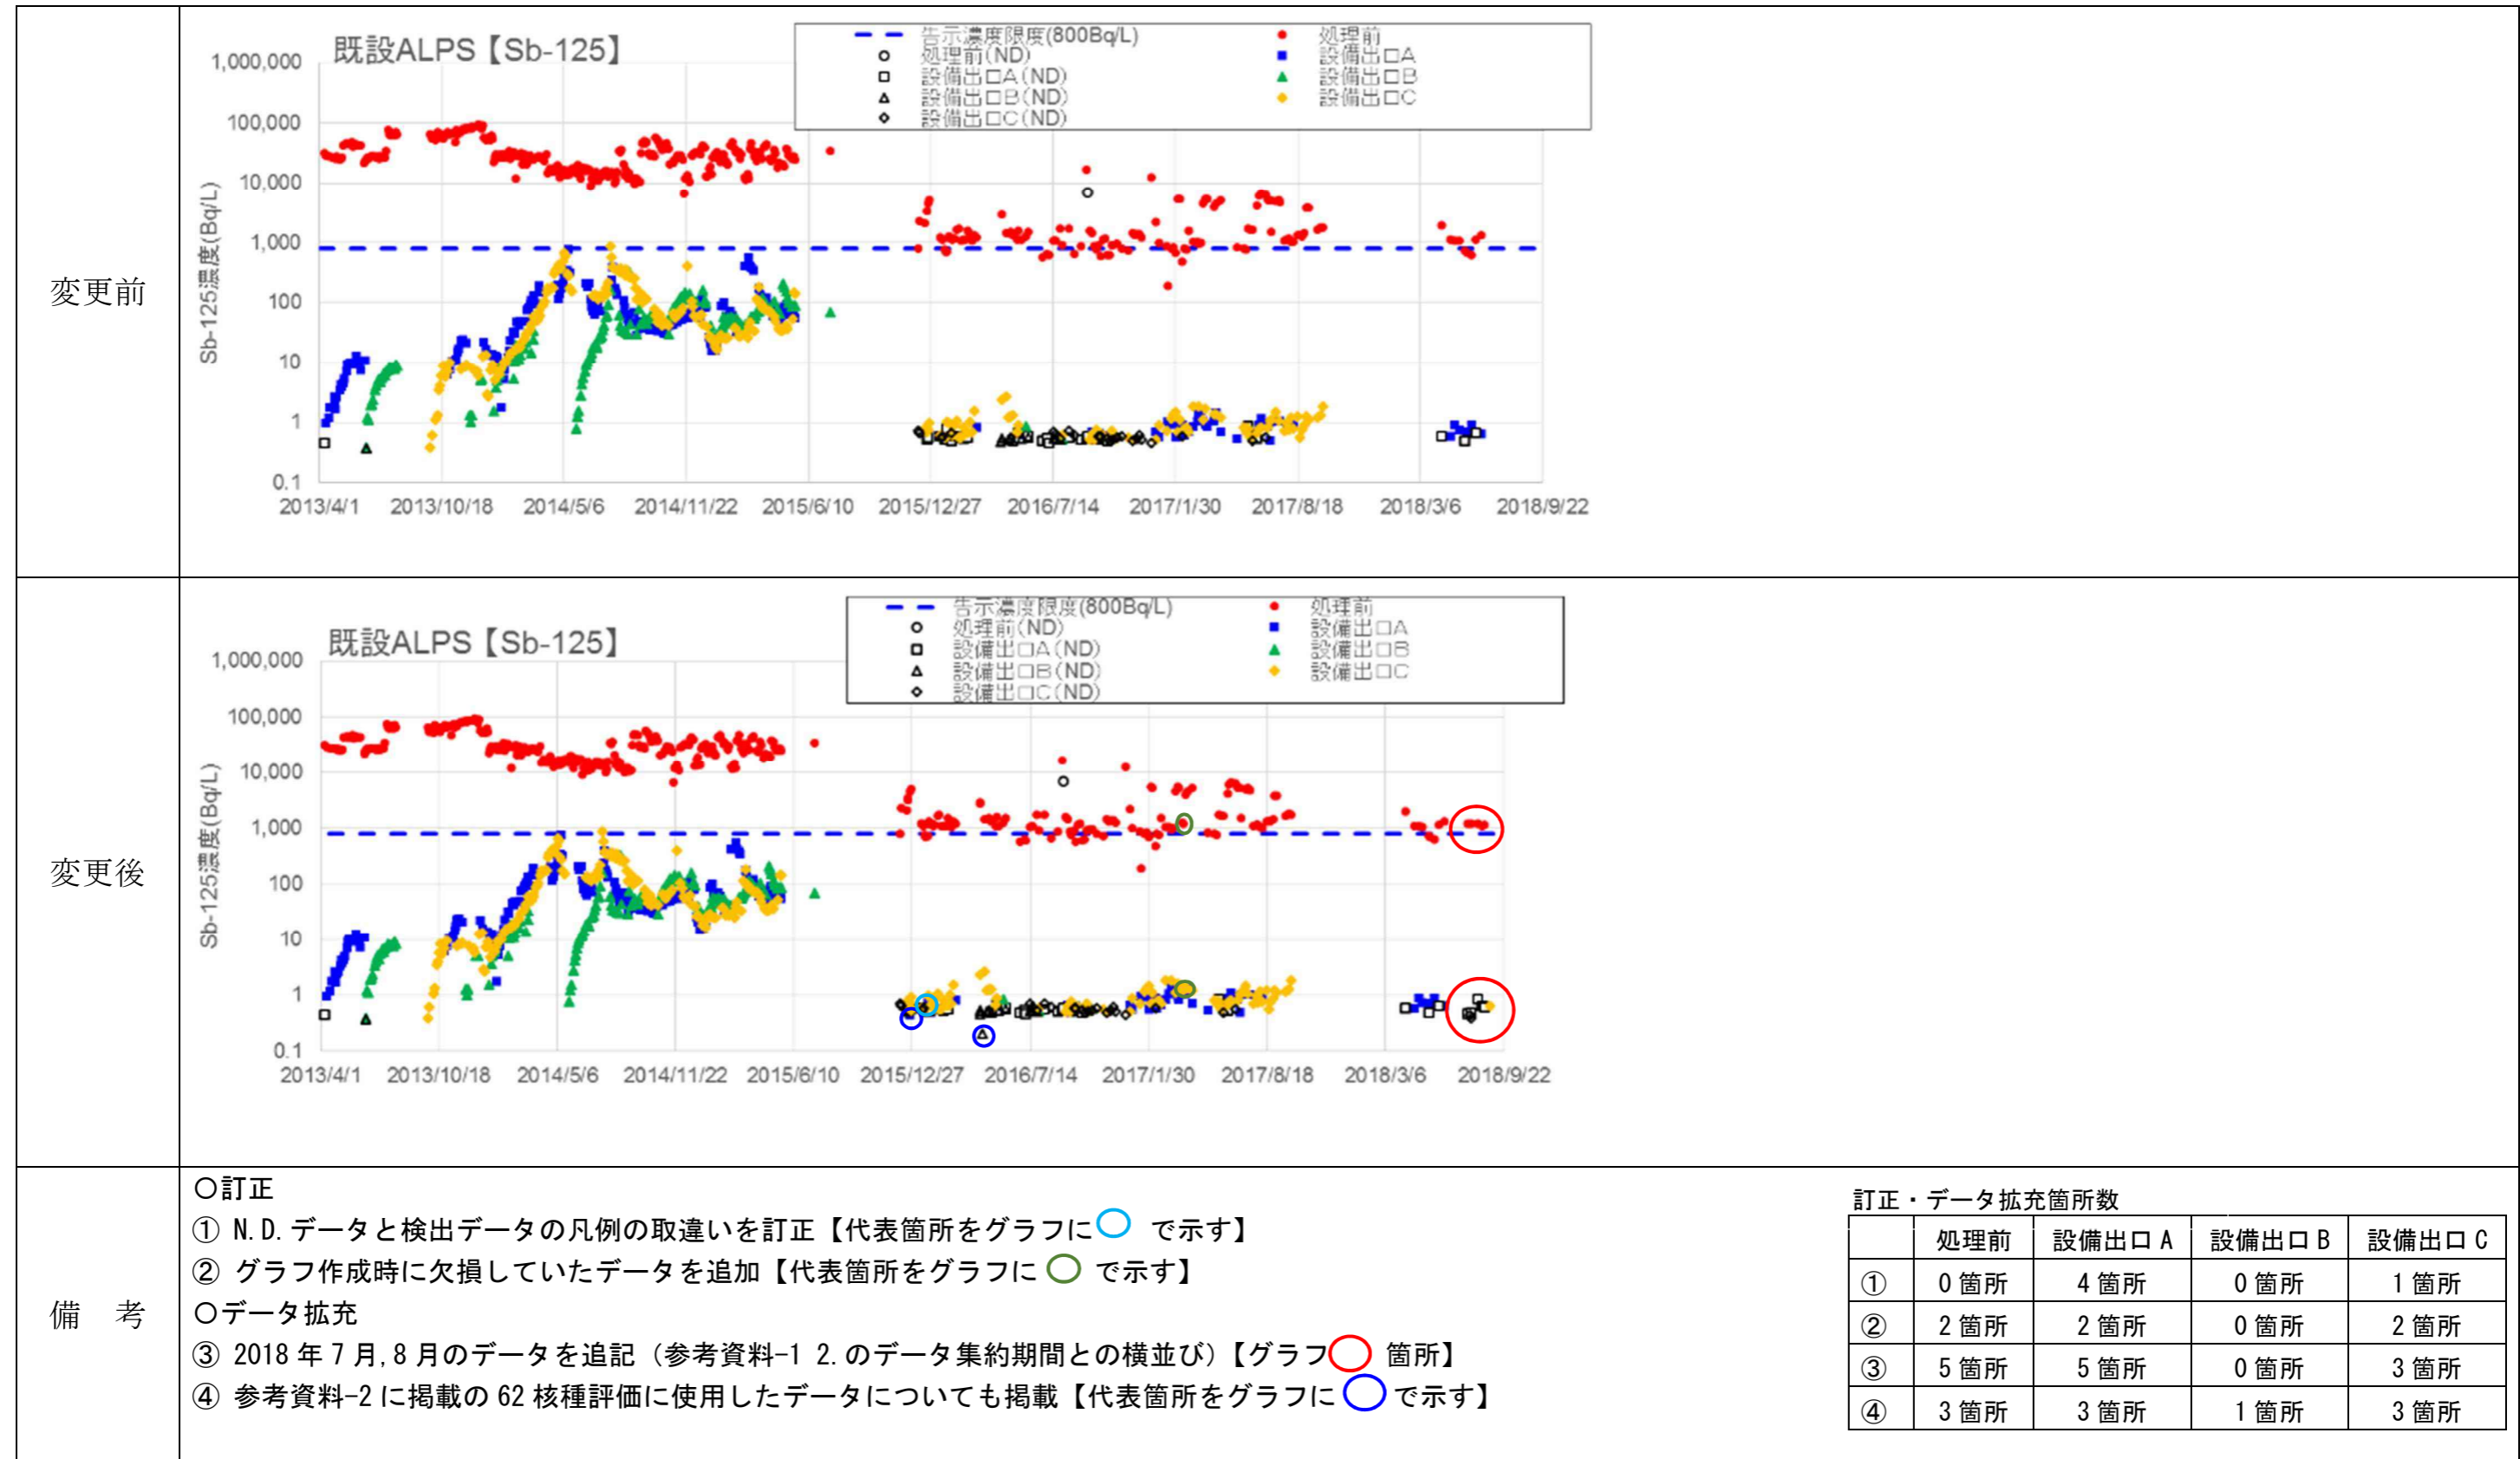 変更前
既設ALPS【Sb-125】
告示濃度限度(800Bq/L)
処理前
処理前(ND)
設備出口A
設備出口A(ND)
設備出口B
設備出口B(ND)
設備出口C
設備出口C(ND)
Sb-125濃度(Bq/L)
1,000,000
100,000
10,000
1,000
100
10
1
0.1
2013/4/1 2013/10/18 2014/5/6 2014/11/22 2015/6/10 2015/12/27 2016/7/14 2017/1/30 2017/8/18 2018/3/6 2018/9/22
変更後
既設ALPS【Sb-125】
告示濃度限度(800Bq/L)
処理前
処理前(ND)
設備出口A
設備出口A(ND)
設備出口B
設備出口B(ND)
設備出口C
設備出口C(ND)
Sb-125濃度(Bq/L)
1,000,000
100,000
10,000
1,000
100
10
1
0.1
2013/4/1 2013/10/18 2014/5/6 2014/11/22 2015/6/10 2015/12/27 2016/7/14 2017/1/30 2017/8/18 2018/3/6 2018/9/22
備 考
○訂正
① N.D.データと検出データの凡例の取違いを訂正【代表箇所をグラフに○で示す】
② グラフ作成時に欠損していたデータを追加【代表箇所をグラフに○で示す】
○データ拡充
③ 2018年7月,8月のデータを追記（参考資料-1 2.のデータ集約期間との横並び）【グラフ○箇所】
④ 参考資料-2に掲載の62核種評価に使用したデータについても掲載【代表箇所をグラフに○で示す】
訂正・データ拡充箇所数
処理前 設備出口A 設備出口B 設備出口C
① 0箇所 4箇所 0箇所 1箇所
② 2箇所 2箇所 0箇所 2箇所
③ 5箇所 5箇所 0箇所 3箇所
④ 3箇所 3箇所 1箇所 3箇所